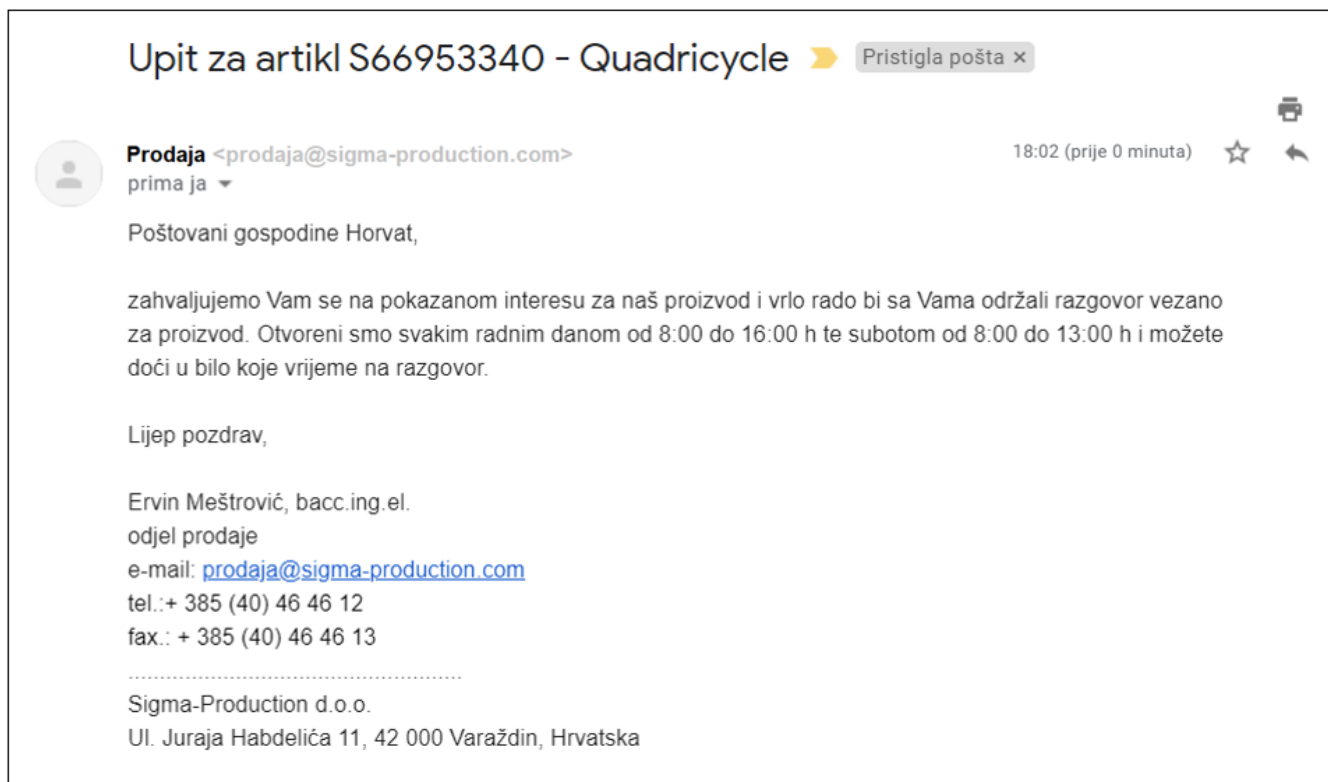 Upit za artikl S66953340 - Quadricycle Pristigla pošta ×
Prodaja <prodaja@sigma-production.com> 18:02 (prije 0 minuta)
prima ja
Poštovani gospodine Horvat,
zahvaljujemo Vam se na pokazanom interesu za naš proizvod i vrlo rado bi sa Vama održali razgovor vezano
za proizvod. Otvoreni smo svakim radnim danom od 8:00 do 16:00 h te subotom od 8:00 do 13:00 h i možete
doći u bilo koje vrijeme na razgovor.
Lijep pozdrav,
Ervin Meštrović, bacc.ing.el.
odjel prodaje
e-mail: prodaja@sigma-production.com
tel.:+ 385 (40) 46 46 12
fax.: + 385 (40) 46 46 13
......................................................
Sigma-Production d.o.o.
Ul. Juraja Habdelića 11, 42 000 Varaždin, Hrvatska